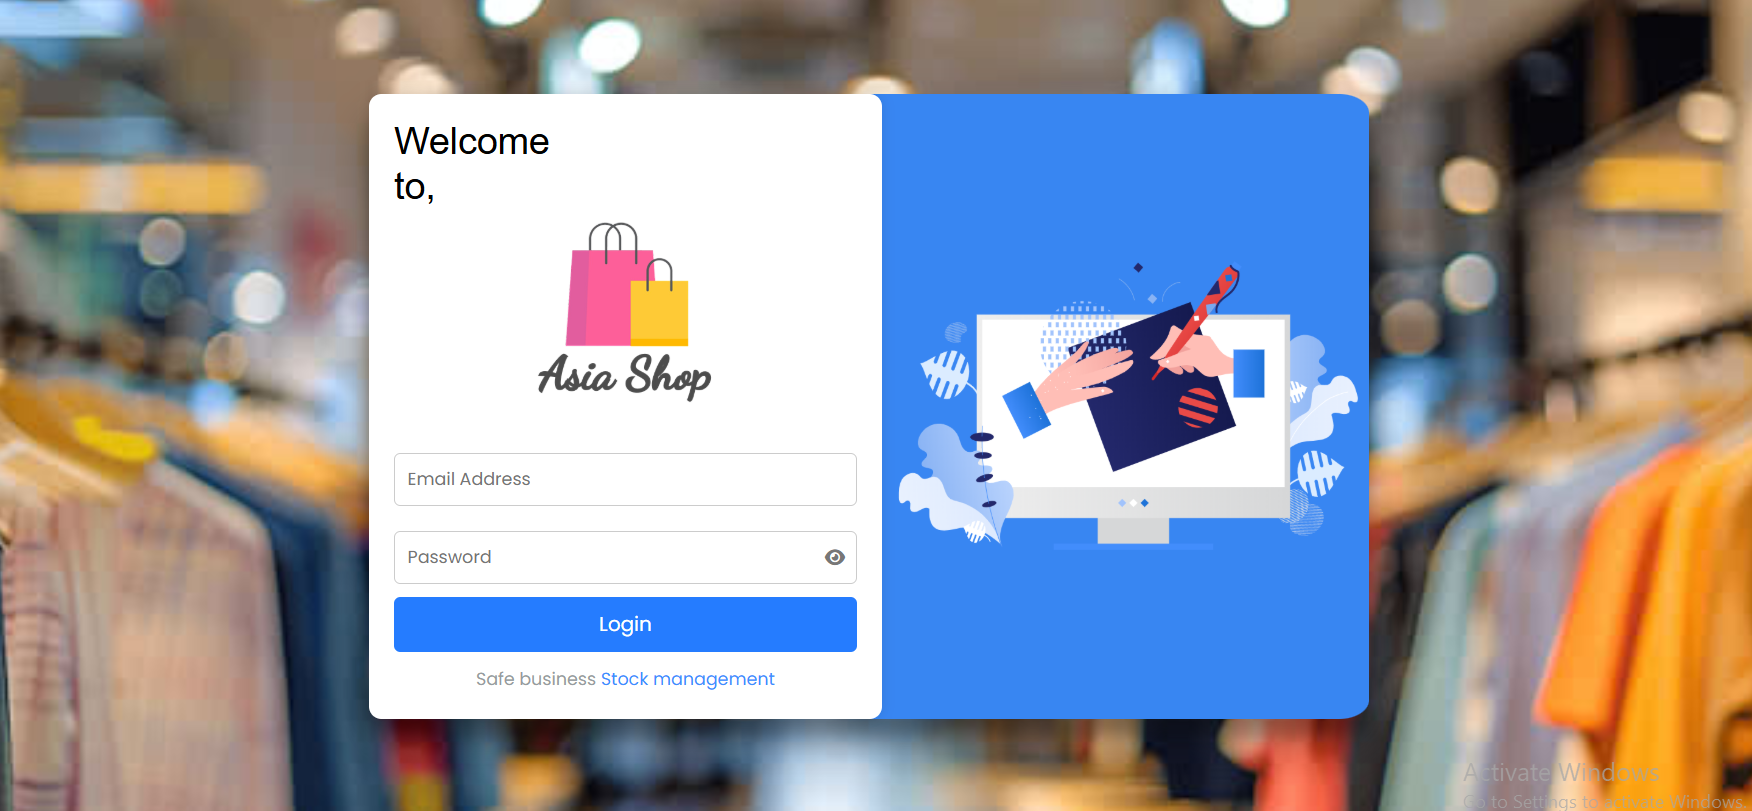 Welcome
to,
Asia Shop
Email Address
Password
Login
Safe business Stock management
Activate Windows
Go to Settings to activate Windows.